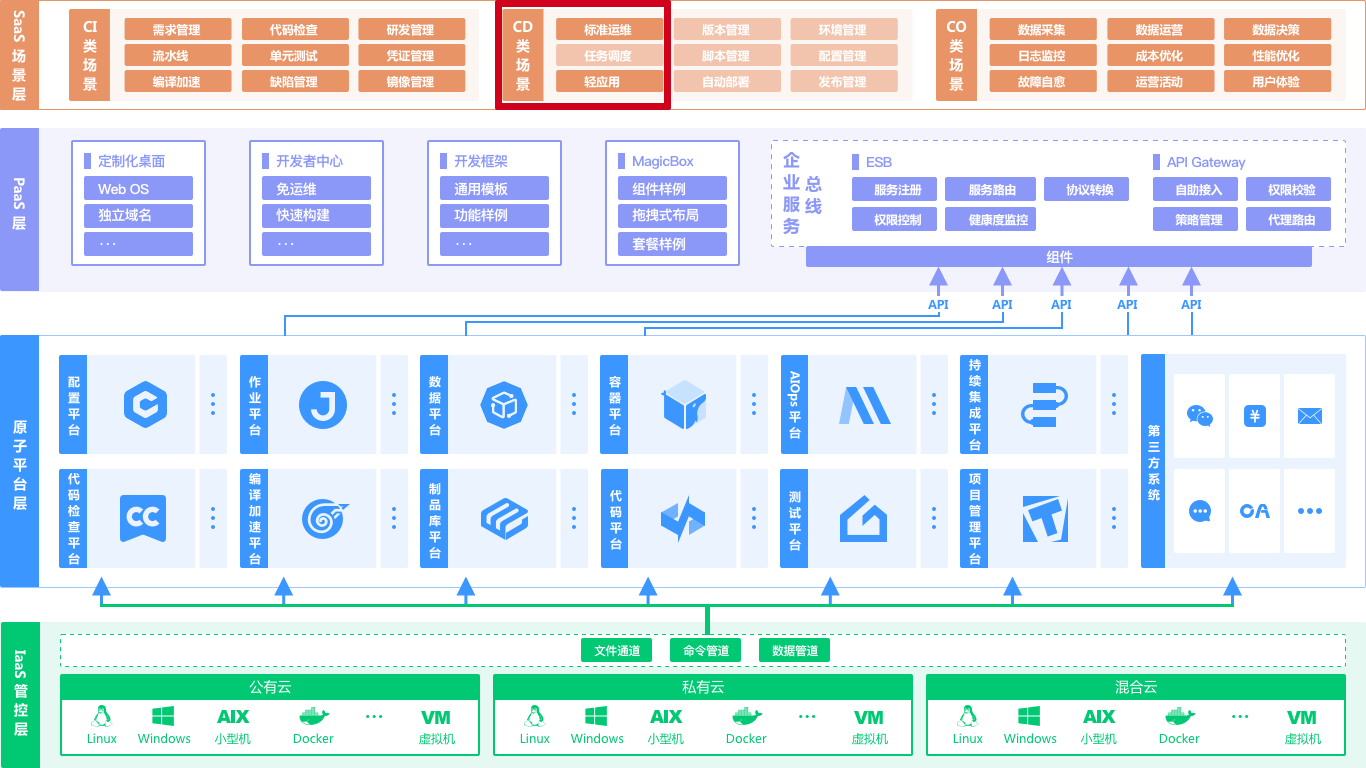 SaaS 场景层
CI 类场景
需求管理 代码检查 研发管理
流水线 单元测试 凭证管理
编译加速 缺陷管理 镜像管理
CD 类场景
标准运维 版本管理 环境管理
任务调度 脚本管理 配置管理
轻应用 自动部署 发布管理
CO 类场景
数据采集 数据运营 数据决策
日志监控 成本优化 性能优化
故障自愈 运营活动 用户体验
PaaS 层
定制化桌面
Web OS
独立域名
···
开发者中心
免运维
快速构建
···
开发框架
通用模板
功能样例
···
MagicBox
组件样例
拖拽式布局
套餐样例
企业服务
总线
ESB
服务注册 服务路由 协议转换
权限控制 健康度监控
API Gateway
自助接入 权限校验
策略管理 代理路由
组件
API API API API API
原子平台层
配置平台
作业平台
J
数据平台
容器平台
AIOps 平台
持续集成平台
代码检查平台
CC
编译加速平台
制品库平台
代码平台
测试平台
项目管理平台
第三方系统
¥
OA
IaaS 管控层
文件通道 命令管道 数据管道
公有云
Linux Windows AIX 小型机 Docker ··· VM 虚拟机
私有云
Linux Windows AIX 小型机 Docker ··· VM 虚拟机
混合云
Linux Windows AIX 小型机 Docker ··· VM 虚拟机